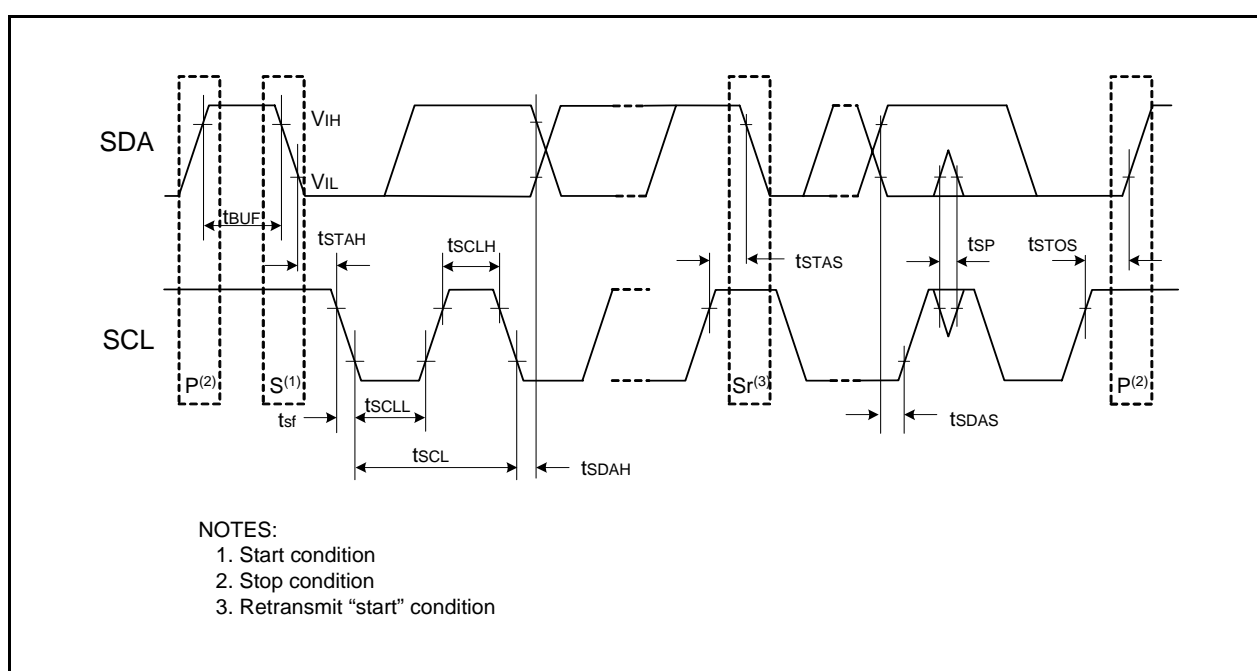 SDA
VIH
VIL
tBUF
tSTAH
tSCLH
tSTAS
tSP
tSTOS
SCL
P(2)
S(1)
Sr(3)
P(2)
tsf
tSCLL
tSCL
tSDAH
tSDAS
NOTES:
1. Start condition
2. Stop condition
3. Retransmit “start” condition